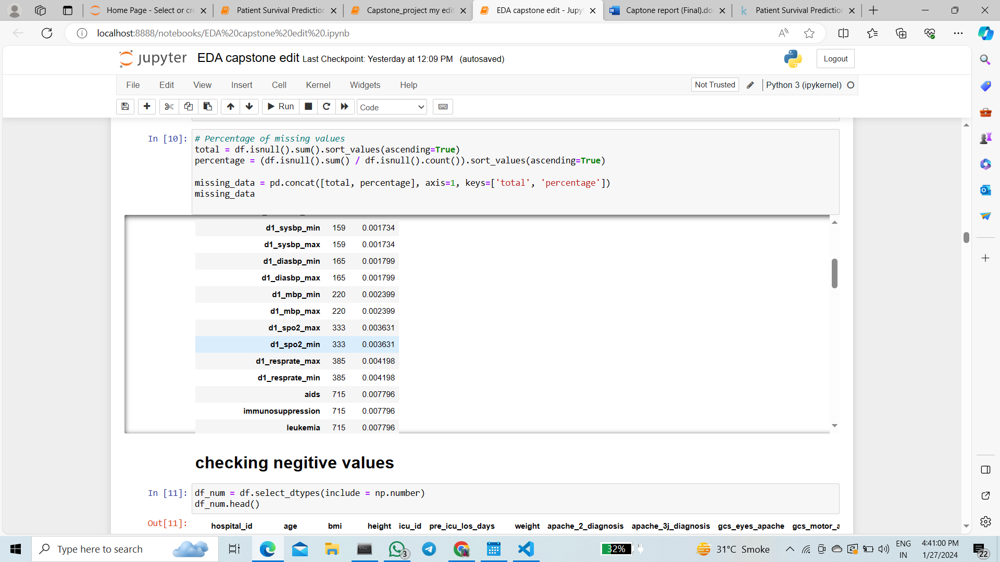 Home Page - Select or cre
Patient Survival Prediction
Capstone_project my edi
EDA capstone edit - Jupy
Captone report (Final).do
Patient Survival Prediction
localhost:8888/notebooks/EDA%20capstone%20edit%20.ipynb
jupyter EDA capstone edit Last Checkpoint: Yesterday at 12:09 PM (autosaved)
Logout
File Edit View Insert Cell Kernel Widgets Help
Not Trusted
Python 3 (ipykernel)
Run
Code
In [10]:
# Percentage of missing values
total = df.isnull().sum().sort_values(ascending=True)
percentage = (df.isnull().sum() / df.isnull().count()).sort_values(ascending=True)
missing_data = pd.concat([total, percentage], axis=1, keys=['total', 'percentage'])
missing_data
d1_sysbp_min 159 0.001734
d1_sysbp_max 159 0.001734
d1_diasbp_min 165 0.001799
d1_diasbp_max 165 0.001799
d1_mbp_min 220 0.002399
d1_mbp_max 220 0.002399
d1_spo2_max 333 0.003631
d1_spo2_min 333 0.003631
d1_resprate_max 385 0.004198
d1_resprate_min 385 0.004198
aids 715 0.007796
immunosuppression 715 0.007796
leukemia 715 0.007796
checking negitive values
In [11]:
df_num = df.select_dtypes(include = np.number)
df_num.head()
Out[11]:
hospital_id age bmi height icu_id pre_icu_los_days weight apache_2_diagnosis apache_3j_diagnosis gcs_eyes_apache gcs_motor_a
Type here to search
3
32%
31°C Smoke
ENG
IN
4:41:00 PM
1/27/2024
22